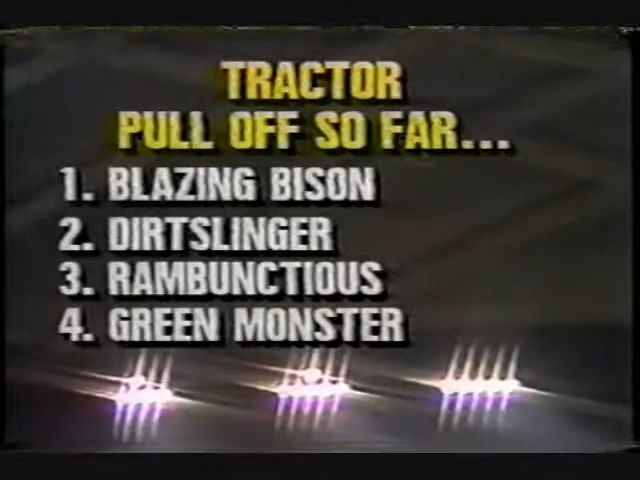 TRACTOR
PULL OFF SO FAR...
1. BLAZING BISON
2. DIRTSLINGER
3. RAMBUNCTIOUS
4. GREEN MONSTER